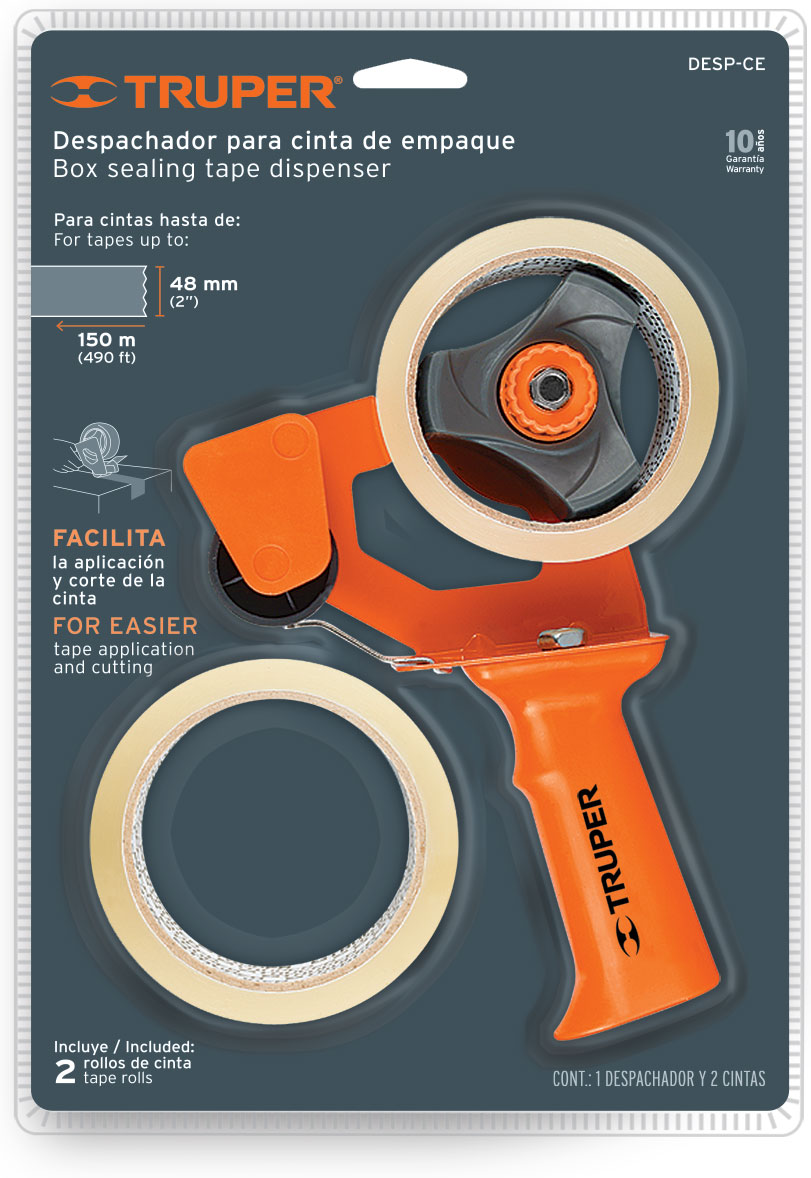 TRUPER®
DESP-CE
Despachador para cinta de empaque
Box sealing tape dispenser
10 años
Garantía
Warranty
Para cintas hasta de:
For tapes up to:
48 mm
(2”)
150 m
(490 ft)
FACILITA
la aplicación
y corte de la
cinta
FOR EASIER
tape application
and cutting
TRUPER
Incluye / Included:
2 rollos de cinta
tape rolls
CONT.: 1 DESPACHADOR Y 2 CINTAS